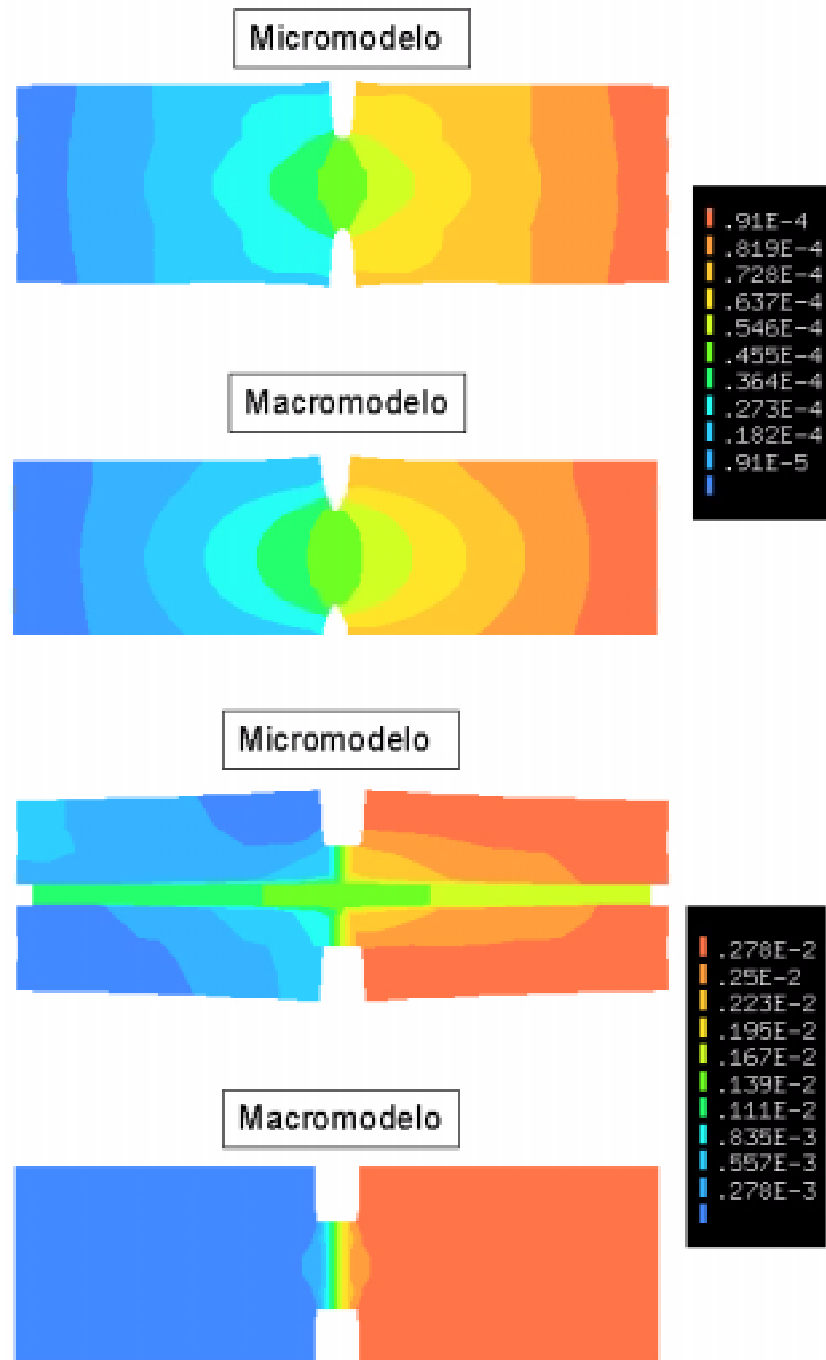 Micromodelo
.91E-4
.819E-4
.728E-4
.637E-4
.546E-4
.455E-4
.364E-4
.273E-4
.182E-4
.91E-5
Macromodelo
Micromodelo
.278E-2
.25E-2
.223E-2
.195E-2
.167E-2
.139E-2
.111E-2
.835E-3
.557E-3
.278E-3
Macromodelo